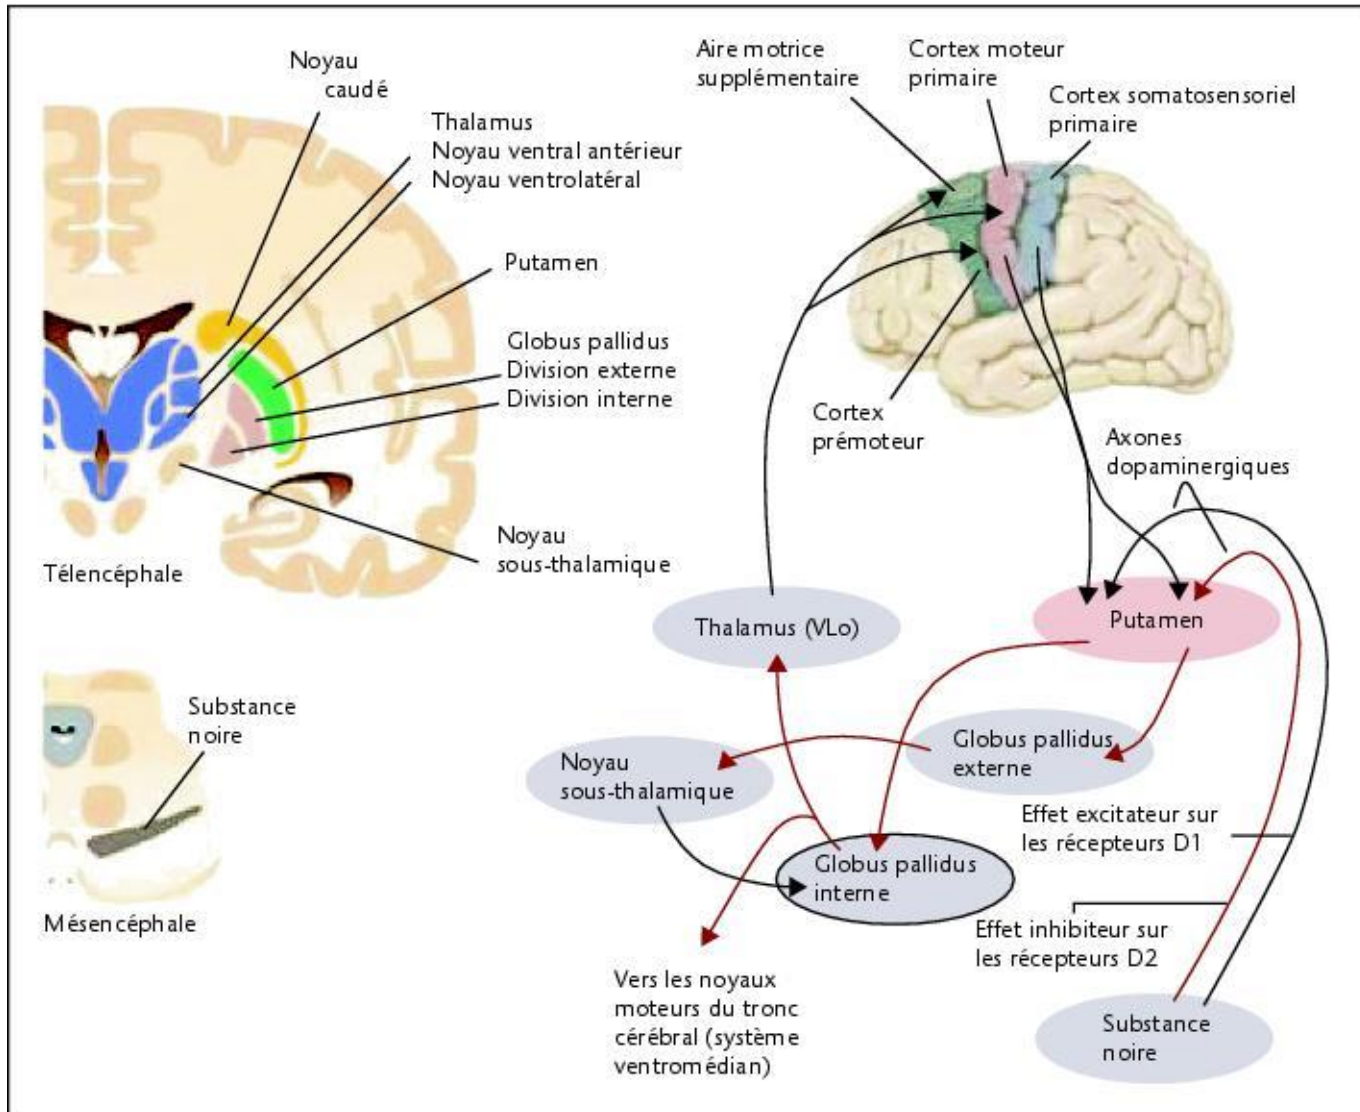 Noyau
caudé
Thalamus
Noyau ventral antérieur
Noyau ventrolatéral
Putamen
Globus pallidus
Division externe
Division interne
Noyau
sous-thalamique
Télencéphale
Substance
noire
Mésencéphale
Aire motrice
supplémentaire
Cortex moteur
primaire
Cortex somatosensoriel
primaire
Cortex
prémoteur
Axones
dopaminergiques
Thalamus (VLo)
Putamen
Globus pallidus
externe
Noyau
sous-thalamique
Globus pallidus
interne
Effet excitateur sur
les récepteurs D1
Effet inhibiteur sur
les récepteurs D2
Vers les noyaux
moteurs du tronc
cérébral (système
ventromédian)
Substance
noire